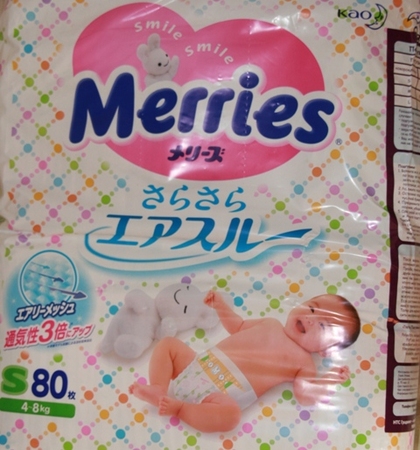 Kao
Smile Smile
Merries®
メリーズ
さらさら
エアスルー
エアリーメッシュ
通気性3倍にアップ
S 80枚
4-8kg